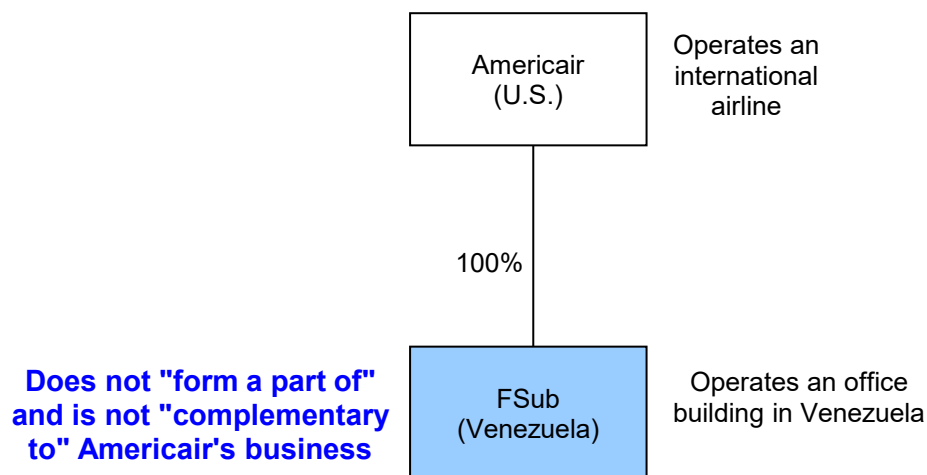 Americair
(U.S.)
Operates an
international
airline
100%
Does not "form a part of"
and is not "complementary
to" Americair's business
FSub
(Venezuela)
Operates an office
building in Venezuela